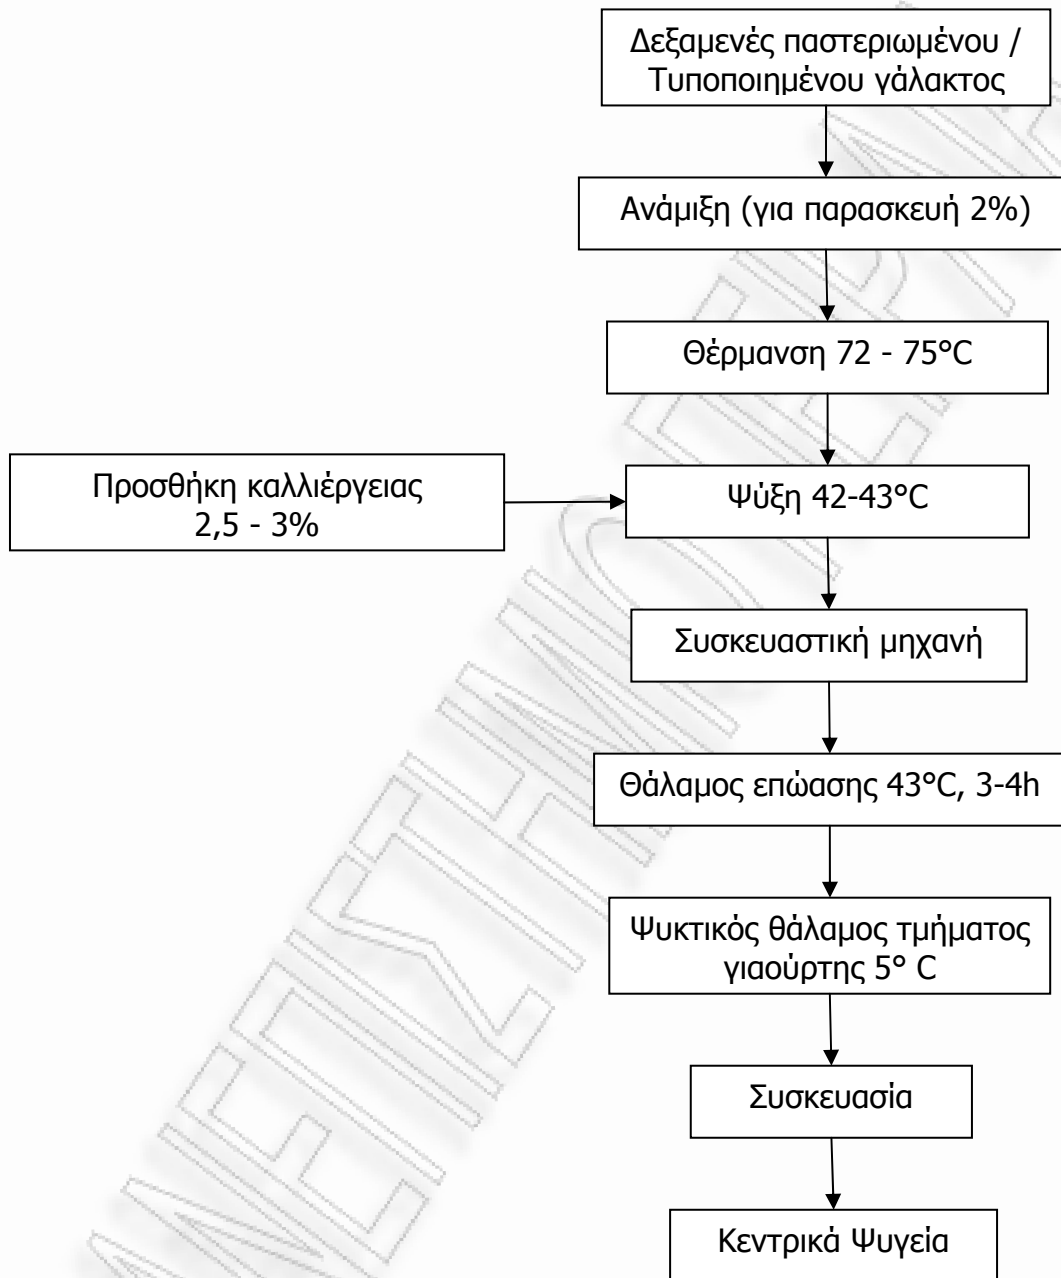 Δεξαμενές παστεριωμένου /
Τυποποιημένου γάλακτος
Ανάμιξη (για παρασκευή 2%)
Θέρμανση 72 - 75°C
Προσθήκη καλλιέργειας
2,5 - 3%
Ψύξη 42-43°C
Συσκευαστική μηχανή
Θάλαμος επώασης 43°C, 3-4h
Ψυκτικός θάλαμος τμήματος
γιαούρτης 5° C
Συσκευασία
Κεντρικά Ψυγεία